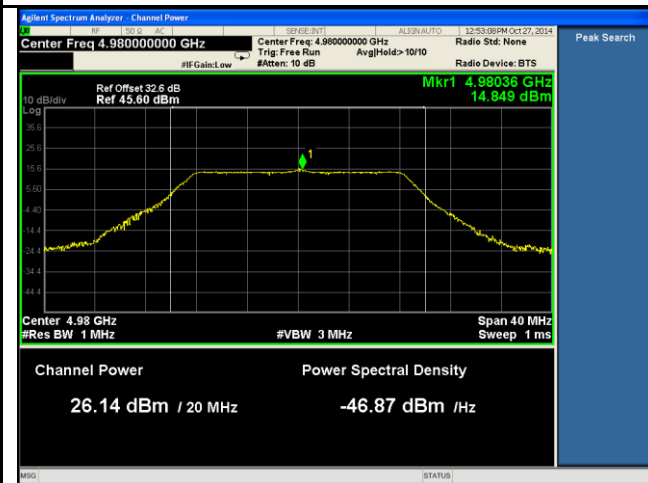 Agilent Spectrum Analyzer - Channel Power
RF 50 Ω AC SENSE:INT ALIGN AUTO 12:53:08 PM Oct 27, 2014
Center Freq 4.980000000 GHz Center Freq: 4.980000000 GHz Radio Std: None Peak Search
Trig: Free Run Avg|Hold:> 10/10
#IFGain:Low #Atten: 10 dB Radio Device: BTS
Ref Offset 32.6 dB Mkr1 4.98036 GHz
10 dB/div Ref 45.60 dBm 14.849 dBm
Log
35.6
25.6
1
15.6
5.60
-4.40
-14.4
-24.4
-34.4
-44.4
Center 4.98 GHz Span 40 MHz
#Res BW 1 MHz #VBW 3 MHz Sweep 1 ms
Channel Power Power Spectral Density
26.14 dBm / 20 MHz -46.87 dBm /Hz
MSG STATUS